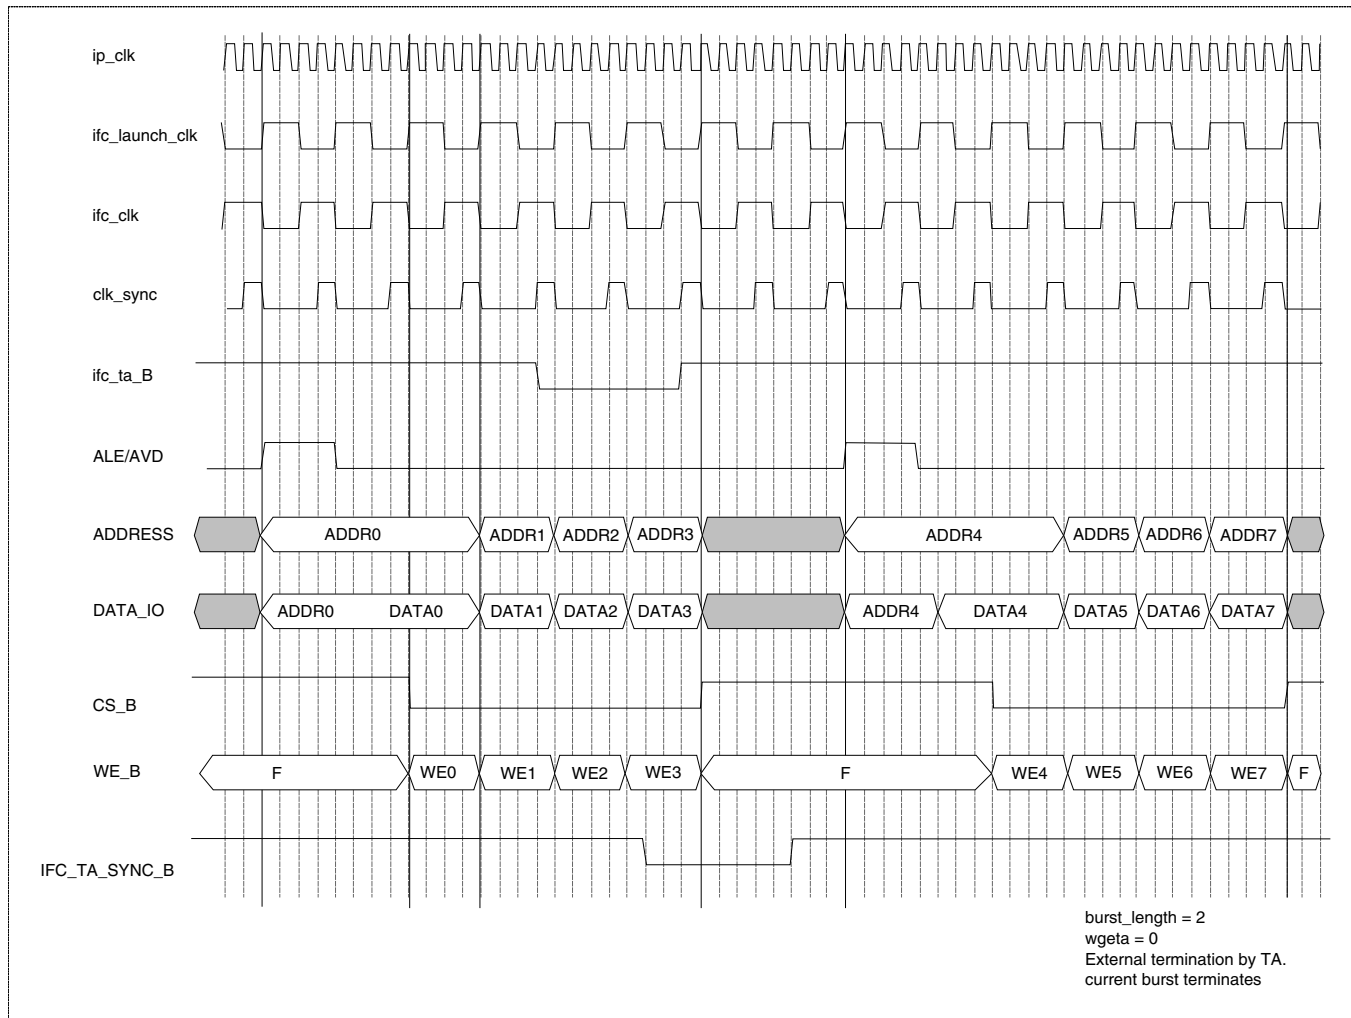 ip_clk
ifc_launch_clk
ifc_clk
clk_sync
ifc_ta_B
ALE/AVD
ADDRESS ADDR0 ADDR1 ADDR2 ADDR3 ADDR4 ADDR5 ADDR6 ADDR7
DATA_IO ADDR0 DATA0 DATA1 DATA2 DATA3 ADDR4 DATA4 DATA5 DATA6 DATA7
CS_B
WE_B F WE0 WE1 WE2 WE3 F WE4 WE5 WE6 WE7 F
IFC_TA_SYNC_B
burst_length = 2
wgeta = 0
External termination by TA.
current burst terminates